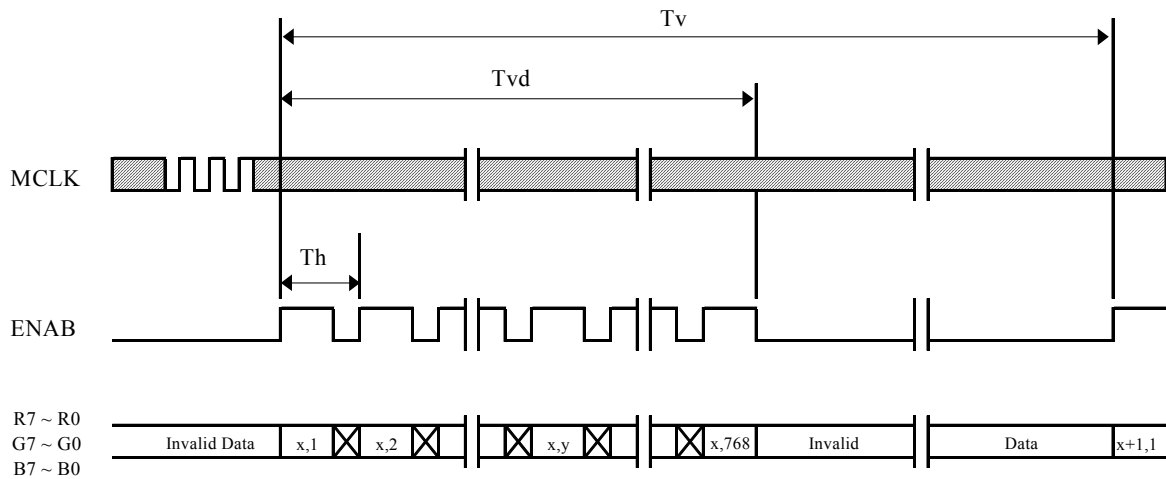 Tv
Tvd
MCLK
Th
ENAB
R7 ~ R0
G7 ~ G0
B7 ~ B0
Invalid Data
x,1
x,2
x,y
x,768
Invalid
Data
x+1,1